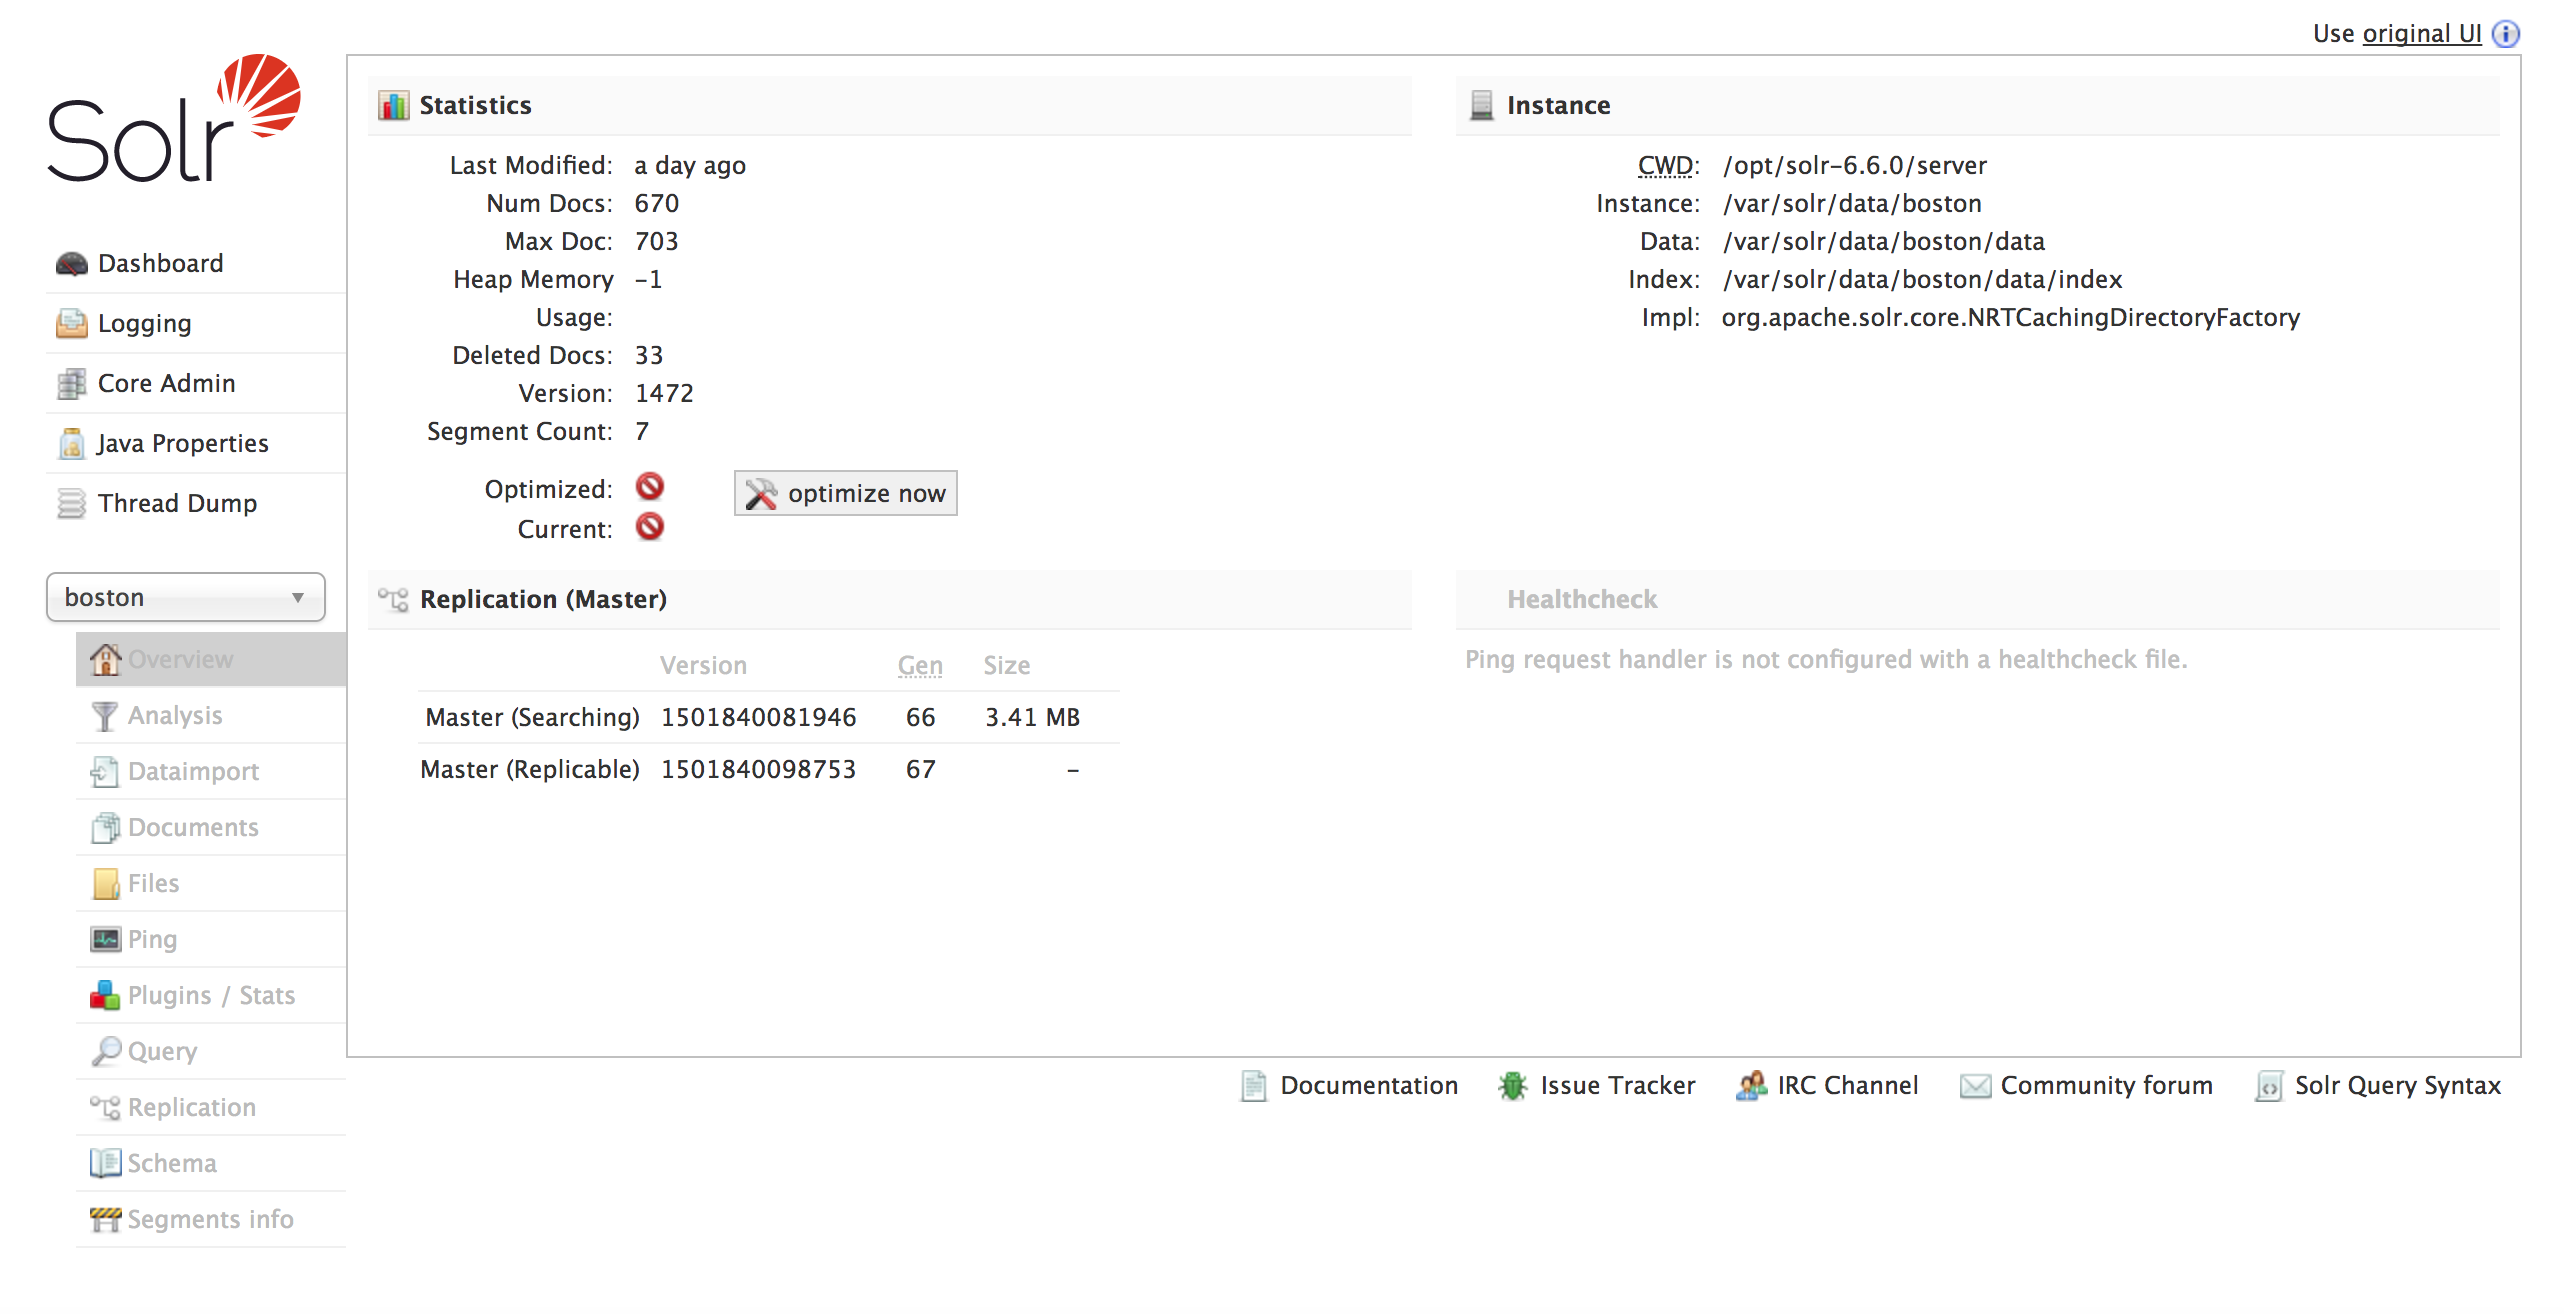 Use original UI
Solr
Dashboard
Logging
Core Admin
Java Properties
Thread Dump
boston
Overview
Analysis
Dataimport
Documents
Files
Ping
Plugins / Stats
Query
Replication
Schema
Segments info
Statistics
Last Modified: a day ago
Num Docs: 670
Max Doc: 703
Heap Memory Usage: -1
Deleted Docs: 33
Version: 1472
Segment Count: 7
Optimized:
optimize now
Current:
Instance
CWD: /opt/solr-6.6.0/server
Instance: /var/solr/data/boston
Data: /var/solr/data/boston/data
Index: /var/solr/data/boston/data/index
Impl: org.apache.solr.core.NRTCachingDirectoryFactory
Replication (Master)
Version Gen Size
Master (Searching) 1501840081946 66 3.41 MB
Master (Replicable) 1501840098753 67 -
Healthcheck
Ping request handler is not configured with a healthcheck file.
Documentation Issue Tracker IRC Channel Community forum Solr Query Syntax